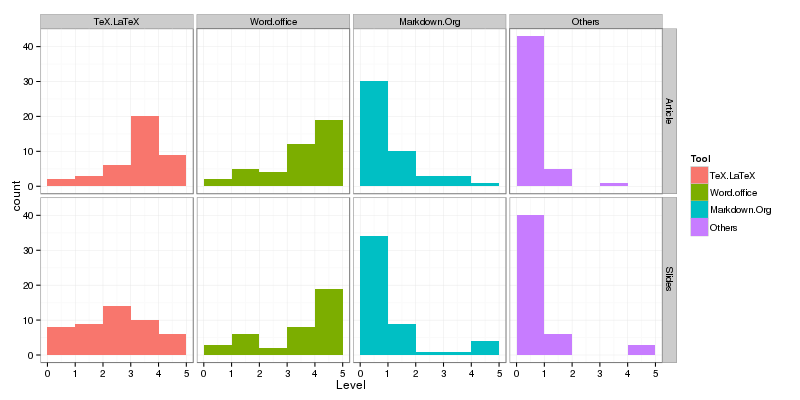 TeX.LaTeX
Word.office
Markdown.Org
Others
40
30
20
10
0
Article
40
30
20
10
0
Slides
count
0 1 2 3 4 5
0 1 2 3 4 5
0 1 2 3 4 5
0 1 2 3 4 5
Level
Tool
TeX.LaTeX
Word.office
Markdown.Org
Others